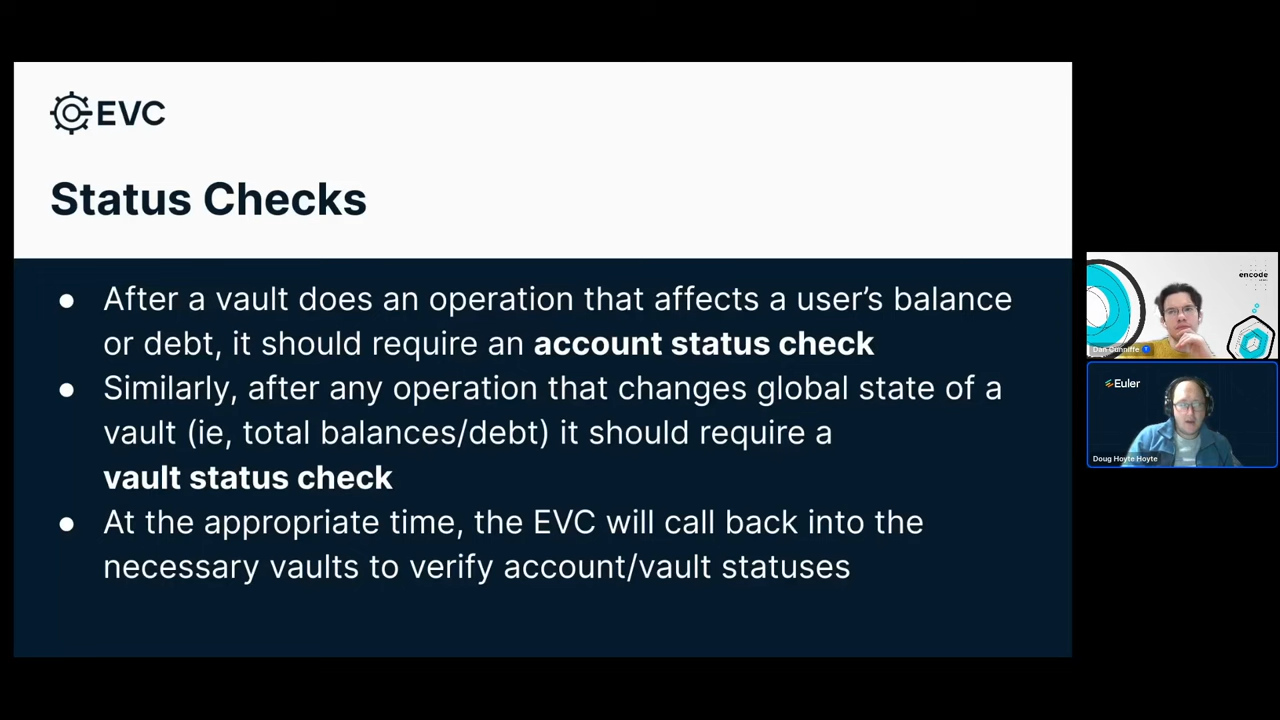 EVC
Status Checks
● After a vault does an operation that affects a user’s balance
or debt, it should require an account status check
● Similarly, after any operation that changes global state of a
vault (ie, total balances/debt) it should require a
vault status check
● At the appropriate time, the EVC will call back into the
necessary vaults to verify account/vault statuses
encode
Dan Cunniffe
Euler
Doug Hoyte Hoyte